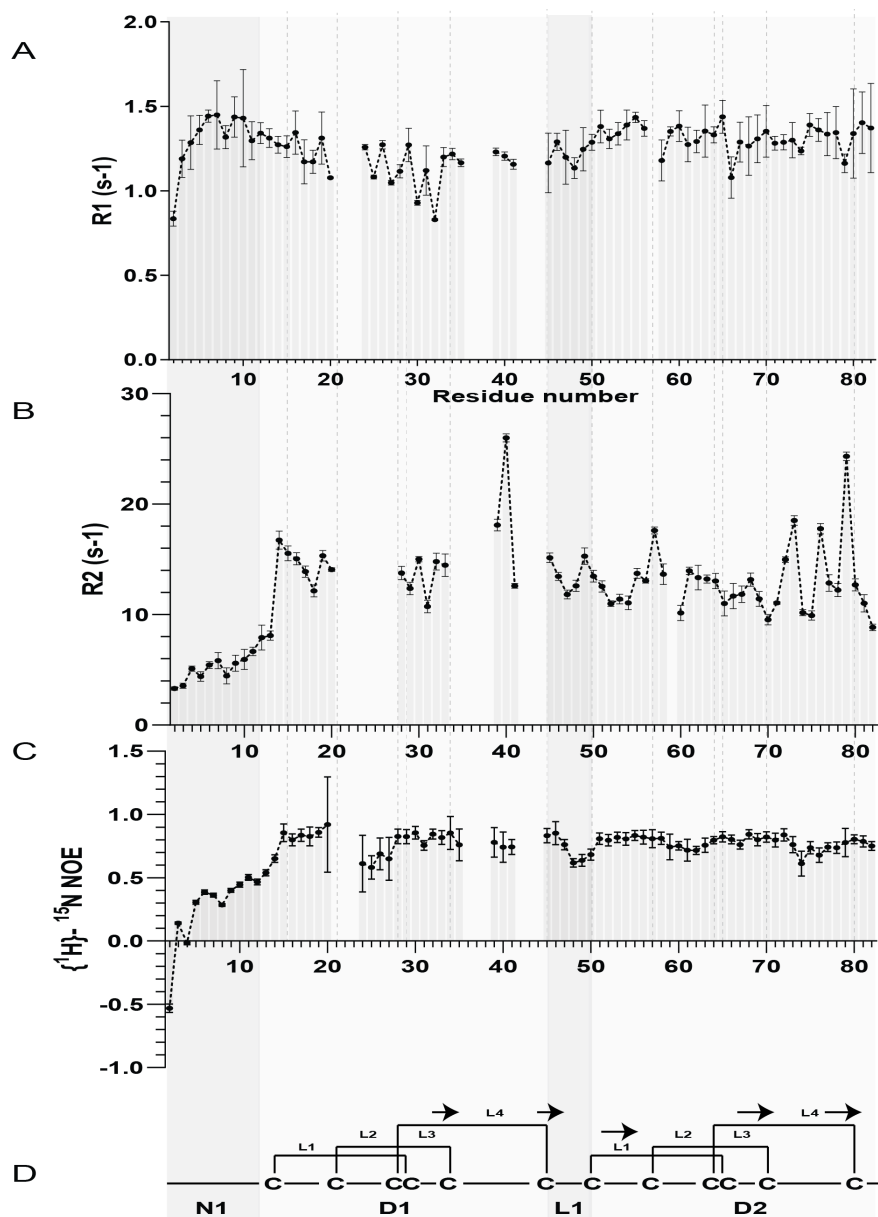 A
2.0
1.5
1.0
0.5
0.0
R1 (s-1)
10 20 30 40 50 60 70 80
Residue number
B
30
20
10
0
R2 (s-1)
10 20 30 40 50 60 70 80
C
1.5
1.0
0.5
0.0
-0.5
-1.0
{¹H}- ¹⁵N NOE
10 20 30 40 50 60 70 80
D
L4 L4
L2 L3 L2 L3
L1 L1
C C C C C C C C C C C C
N1 D1 L1 D2